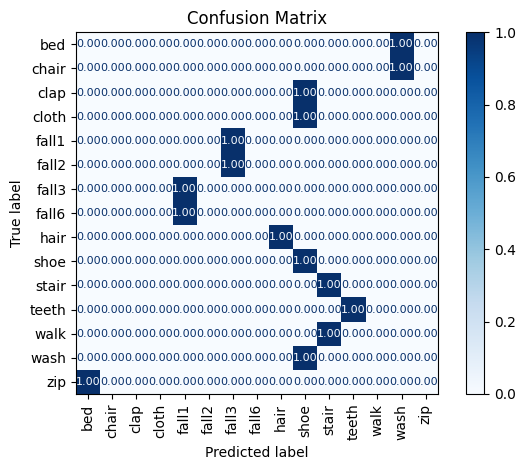 Confusion Matrix
bed 0.00 0.00 0.00 0.00 0.00 0.00 0.00 0.00 0.00 0.00 0.00 0.00 0.00 1.00 0.00
chair 0.00 0.00 0.00 0.00 0.00 0.00 0.00 0.00 0.00 0.00 0.00 0.00 0.00 1.00 0.00
clap 0.00 0.00 0.00 0.00 0.00 0.00 0.00 0.00 0.00 1.00 0.00 0.00 0.00 0.00 0.00
cloth 0.00 0.00 0.00 0.00 0.00 0.00 0.00 0.00 0.00 1.00 0.00 0.00 0.00 0.00 0.00
fall1 0.00 0.00 0.00 0.00 0.00 0.00 1.00 0.00 0.00 0.00 0.00 0.00 0.00 0.00 0.00
fall2 0.00 0.00 0.00 0.00 0.00 0.00 1.00 0.00 0.00 0.00 0.00 0.00 0.00 0.00 0.00
fall3 0.00 0.00 0.00 0.00 1.00 0.00 0.00 0.00 0.00 0.00 0.00 0.00 0.00 0.00 0.00
fall6 0.00 0.00 0.00 0.00 1.00 0.00 0.00 0.00 0.00 0.00 0.00 0.00 0.00 0.00 0.00
hair 0.00 0.00 0.00 0.00 0.00 0.00 0.00 0.00 1.00 0.00 0.00 0.00 0.00 0.00 0.00
shoe 0.00 0.00 0.00 0.00 0.00 0.00 0.00 0.00 0.00 1.00 0.00 0.00 0.00 0.00 0.00
stair 0.00 0.00 0.00 0.00 0.00 0.00 0.00 0.00 0.00 0.00 1.00 0.00 0.00 0.00 0.00
teeth 0.00 0.00 0.00 0.00 0.00 0.00 0.00 0.00 0.00 0.00 0.00 1.00 0.00 0.00 0.00
walk 0.00 0.00 0.00 0.00 0.00 0.00 0.00 0.00 0.00 0.00 1.00 0.00 0.00 0.00 0.00
wash 0.00 0.00 0.00 0.00 0.00 0.00 0.00 0.00 0.00 1.00 0.00 0.00 0.00 0.00 0.00
zip 1.00 0.00 0.00 0.00 0.00 0.00 0.00 0.00 0.00 0.00 0.00 0.00 0.00 0.00 0.00
bed chair clap cloth fall1 fall2 fall3 fall6 hair shoe stair teeth walk wash zip
Predicted label
True label
1.0
0.8
0.6
0.4
0.2
0.0